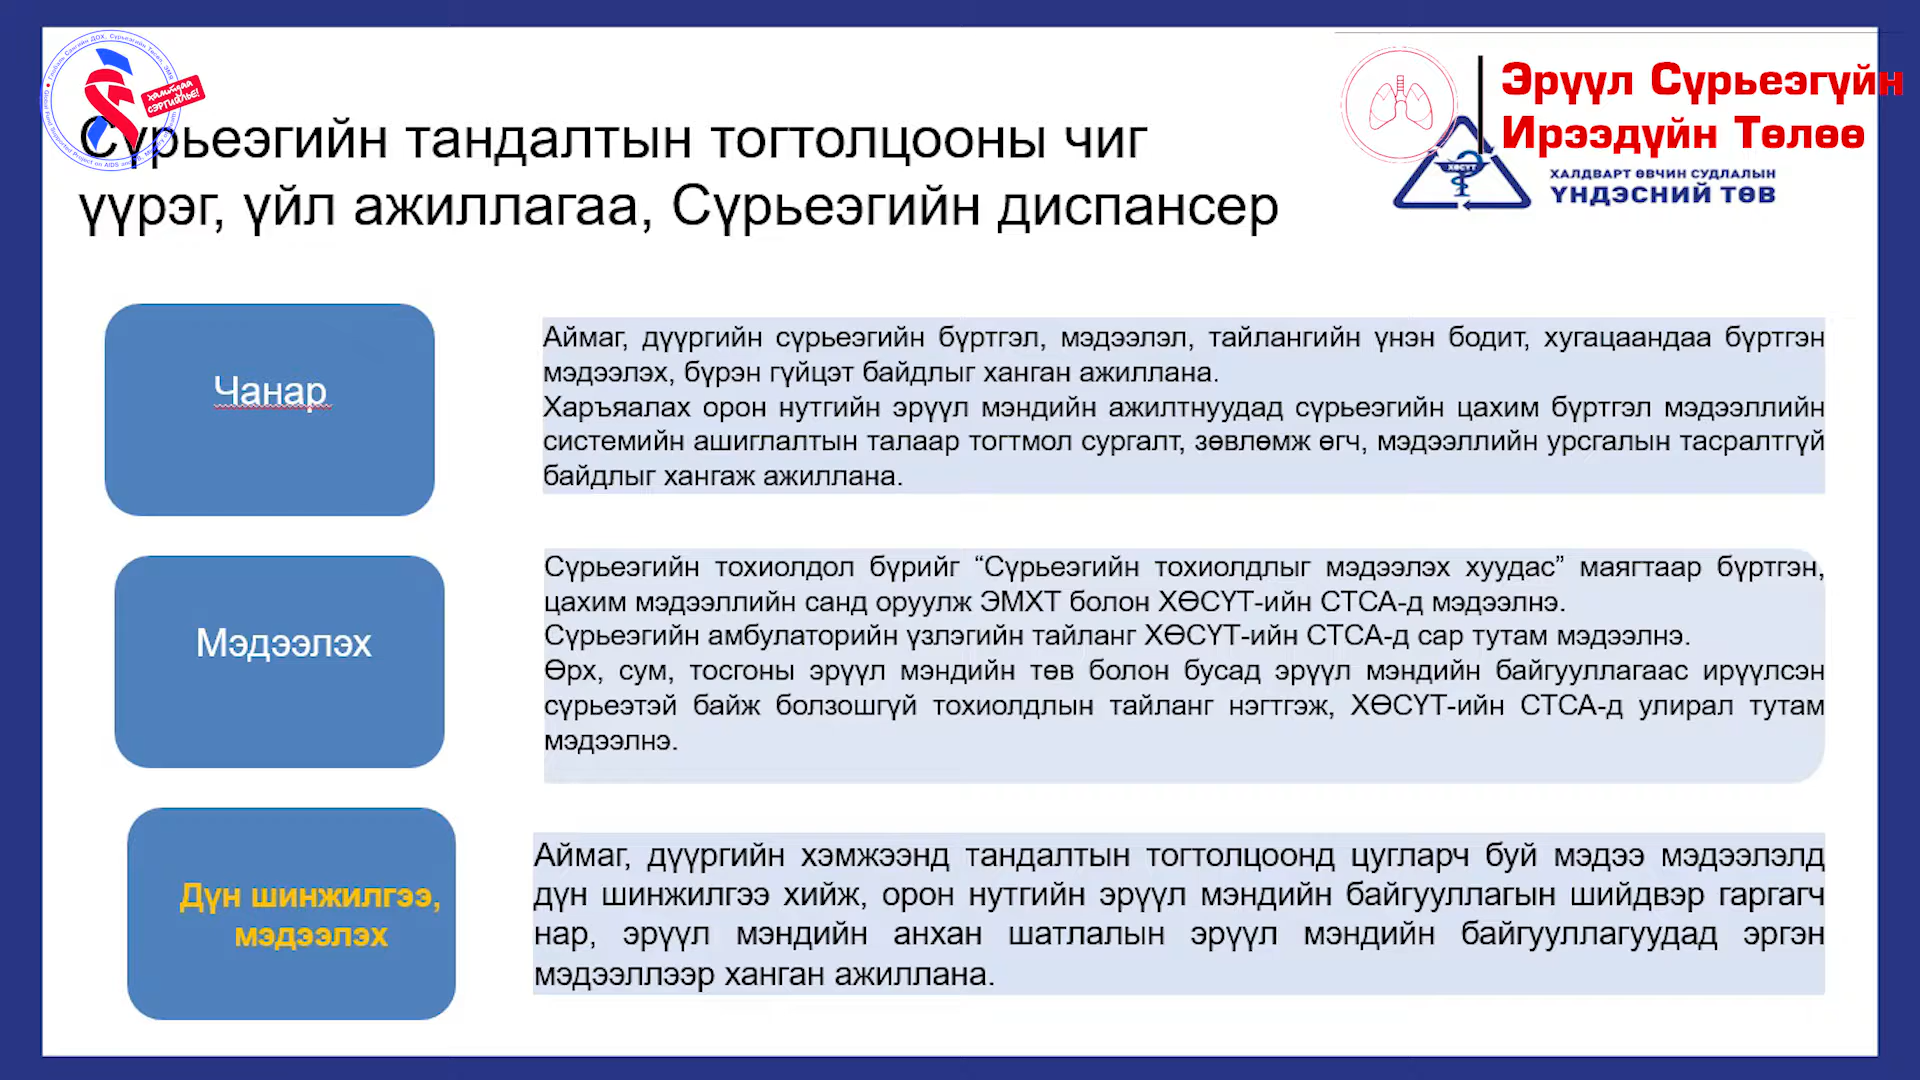 хамтдаа
сэргийлье!
Эрүүл Сүрьеэгүйн
Ирээдүйн Төлөө
ХӨСҮТ
ХАЛДВАРТ ӨВЧИН СУДЛАЛЫН
ҮНДЭСНИЙ ТӨВ
Сүрьеэгийн тандалтын тогтолцооны чиг
үүрэг, үйл ажиллагаа, Сүрьеэгийн диспансер
Чанар
Аймаг, дүүргийн сүрьеэгийн бүртгэл, мэдээлэл, тайлангийн үнэн бодит, хугацаандаа бүртгэн
мэдээлэх, бүрэн гүйцэт байдлыг ханган ажиллана.
Харъяалах орон нутгийн эрүүл мэндийн ажилтнуудад сүрьеэгийн цахим бүртгэл мэдээллийн
системийн ашиглалтын талаар тогтмол сургалт, зөвлөмж өгч, мэдээллийн урсгалын тасралтгүй
байдлыг хангаж ажиллана.
Мэдээлэх
Сүрьеэгийн тохиолдол бүрийг “Сүрьеэгийн тохиолдлыг мэдээлэх хуудас” маягтаар бүртгэн,
цахим мэдээллийн санд оруулж ЭМХТ болон ХӨСҮТ-ийн СТСА-д мэдээлнэ.
Сүрьеэгийн амбулаторийн үзлэгийн тайланг ХӨСҮТ-ийн СТСА-д сар тутам мэдээлнэ.
Өрх, сум, тосгоны эрүүл мэндийн төв болон бусад эрүүл мэндийн байгууллагаас ирүүлсэн
сүрьеэтэй байж болзошгүй тохиолдлын тайланг нэгтгэж, ХӨСҮТ-ийн СТСА-д улирал тутам
мэдээлнэ.
Дүн шинжилгээ,
мэдээлэх
Аймаг, дүүргийн хэмжээнд тандалтын тогтолцоонд цугларч буй мэдээ мэдээлэлд
дүн шинжилгээ хийж, орон нутгийн эрүүл мэндийн байгууллагын шийдвэр гаргагч
нар, эрүүл мэндийн анхан шатлалын эрүүл мэндийн байгууллагуудад эргэн
мэдээллээр ханган ажиллана.